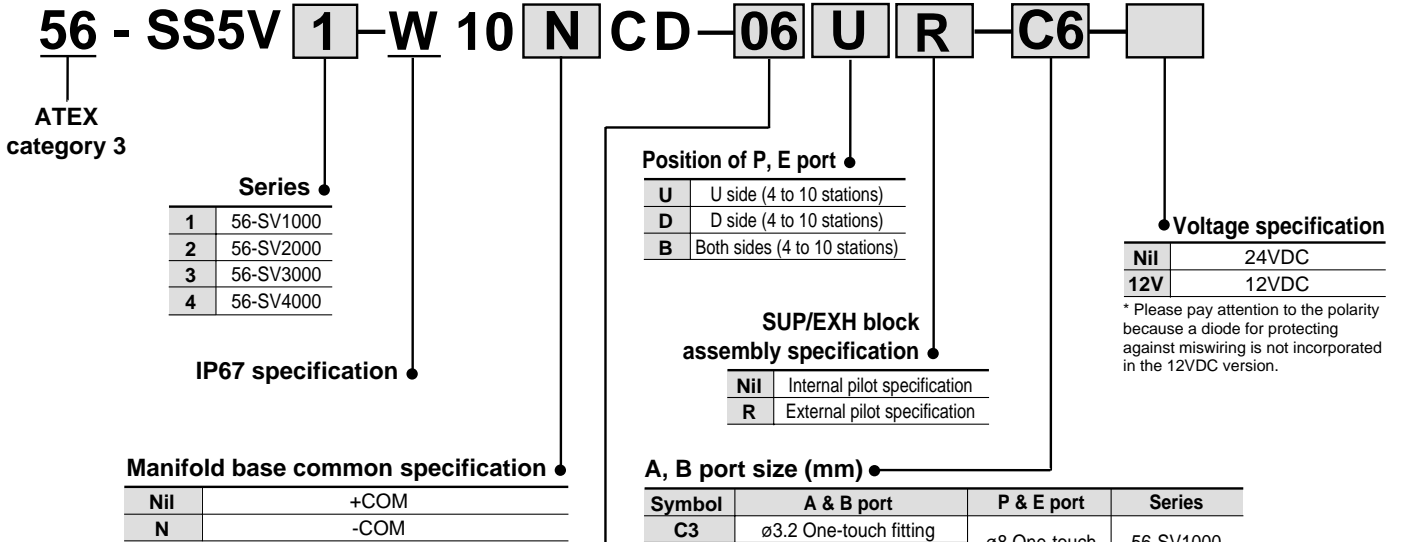 56 - SS5V 1 - W 10 N CD - 06 U R - C6 -
ATEX
category 3
Series
1 56-SV1000
2 56-SV2000
3 56-SV3000
4 56-SV4000
IP67 specification
Manifold base common specification
Nil +COM
N -COM
Position of P, E port
U U side (4 to 10 stations)
D D side (4 to 10 stations)
B Both sides (4 to 10 stations)
SUP/EXH block
assembly specification
Nil Internal pilot specification
R External pilot specification
Voltage specification
Nil 24VDC
12V 12VDC
* Please pay attention to the polarity
because a diode for protecting
against miswiring is not incorporated
in the 12VDC version.
A, B port size (mm)
Symbol A & B port P & E port Series
C3 ø3.2 One-touch fitting ø8 One-touch 56-SV1000